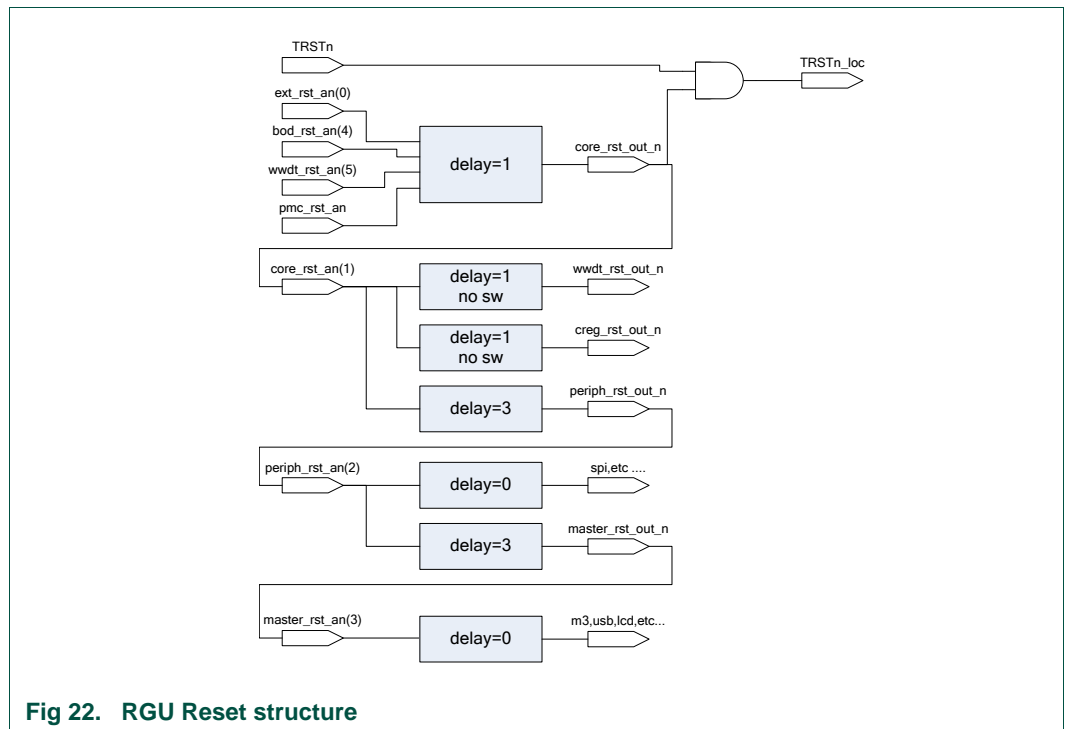 TRSTn
TRSTn_loc
ext_rst_an(0)
bod_rst_an(4)
delay=1
core_rst_out_n
wwdt_rst_an(5)
pmc_rst_an
core_rst_an(1)
delay=1
no sw
wwdt_rst_out_n
delay=1
no sw
creg_rst_out_n
delay=3
periph_rst_out_n
periph_rst_an(2)
delay=0
spi,etc ....
delay=3
master_rst_out_n
master_rst_an(3)
delay=0
m3,usb,lcd,etc...
Fig 22. RGU Reset structure